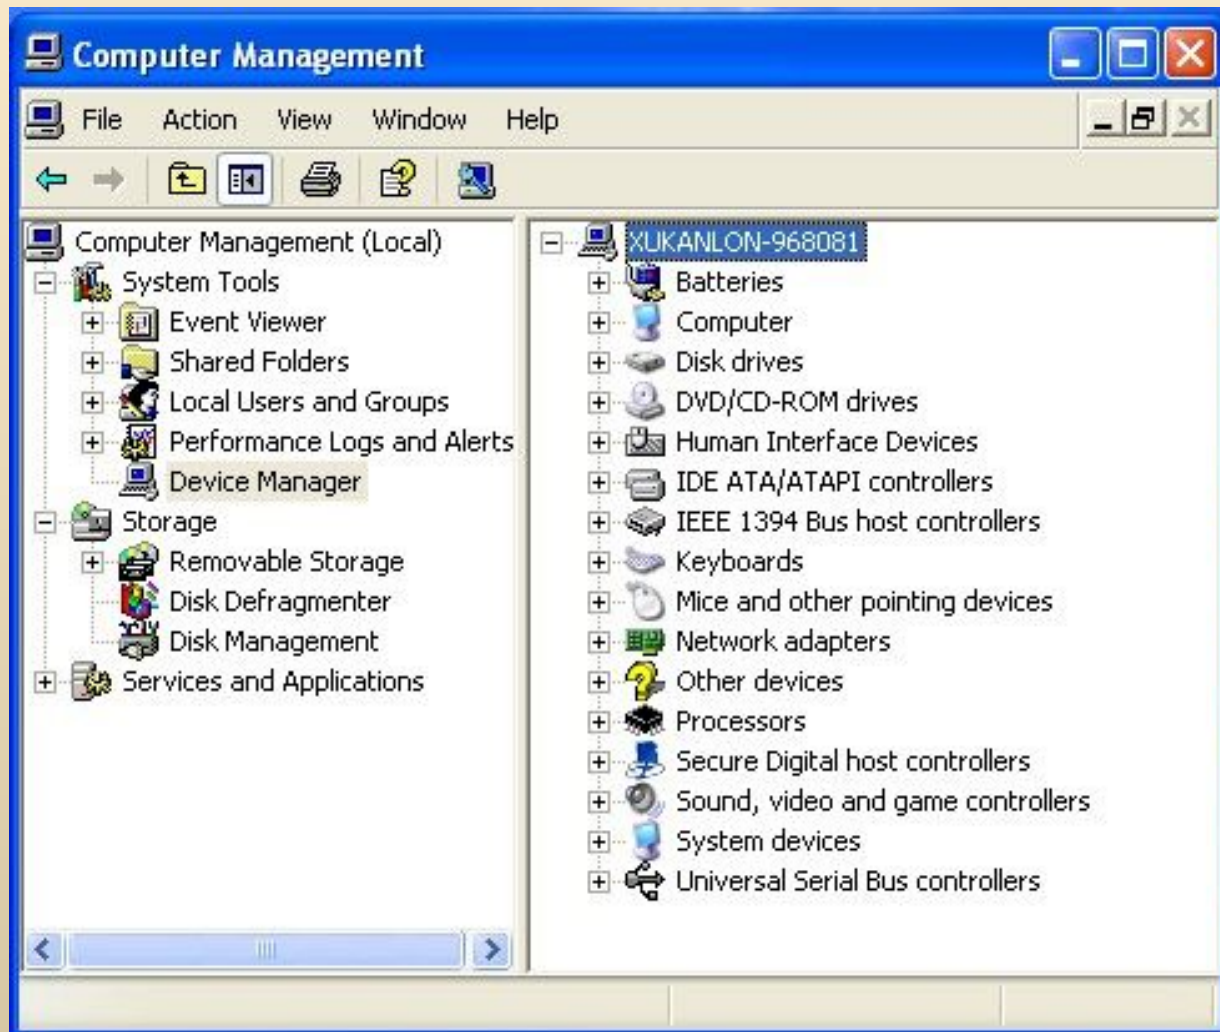 Computer Management
File Action View Window Help
Computer Management (Local)
System Tools
Event Viewer
Shared Folders
Local Users and Groups
Performance Logs and Alerts
Device Manager
Storage
Removable Storage
Disk Defragmenter
Disk Management
Services and Applications
XUKANLON-968081
Batteries
Computer
Disk drives
DVD/CD-ROM drives
Human Interface Devices
IDE ATA/ATAPI controllers
IEEE 1394 Bus host controllers
Keyboards
Mice and other pointing devices
Network adapters
Other devices
Processors
Secure Digital host controllers
Sound, video and game controllers
System devices
Universal Serial Bus controllers